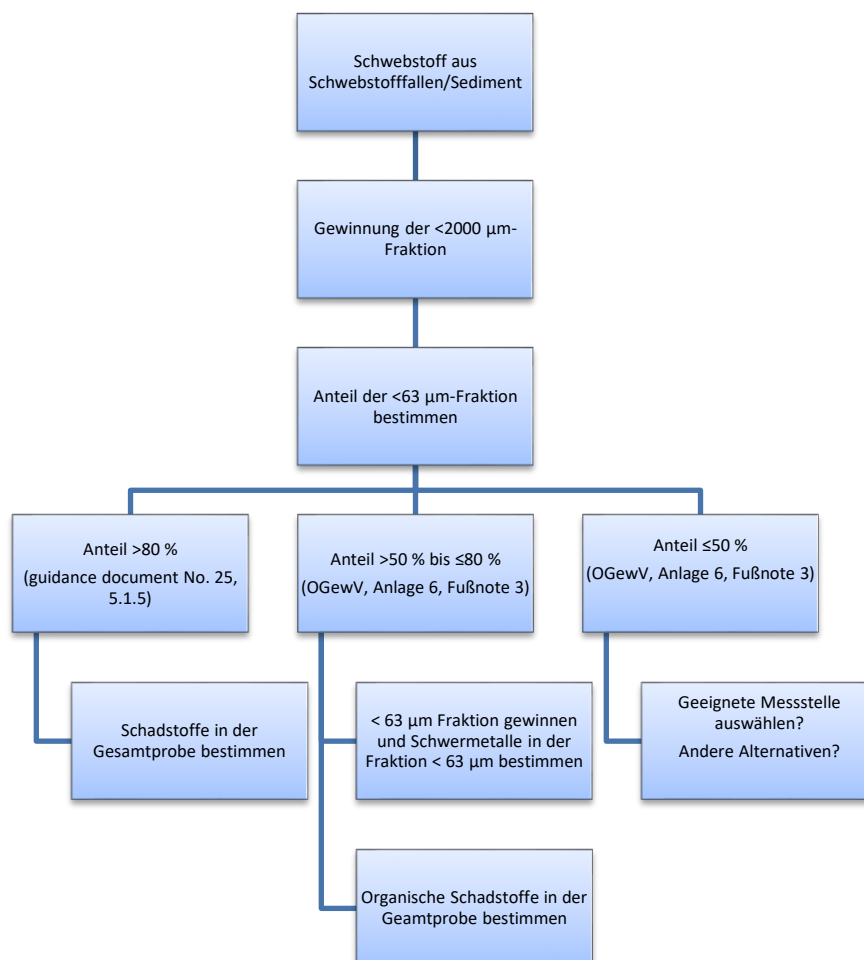 Schwebstoff aus
Schwebstofffallen/Sediment
Gewinnung der <2000 µm-
Fraktion
Anteil der <63 µm-Fraktion
bestimmen
Anteil >80 %
(guidance document No. 25,
5.1.5)
Anteil >50 % bis ≤80 %
(OGewV, Anlage 6, Fußnote 3)
Anteil ≤50 %
(OGewV, Anlage 6, Fußnote 3)
Schadstoffe in der
Gesamtprobe bestimmen
< 63 µm Fraktion gewinnen
und Schwermetalle in der
Fraktion < 63 µm bestimmen
Geeignete Messstelle
auswählen?
Andere Alternativen?
Organische Schadstoffe in der
Geamtprobe bestimmen